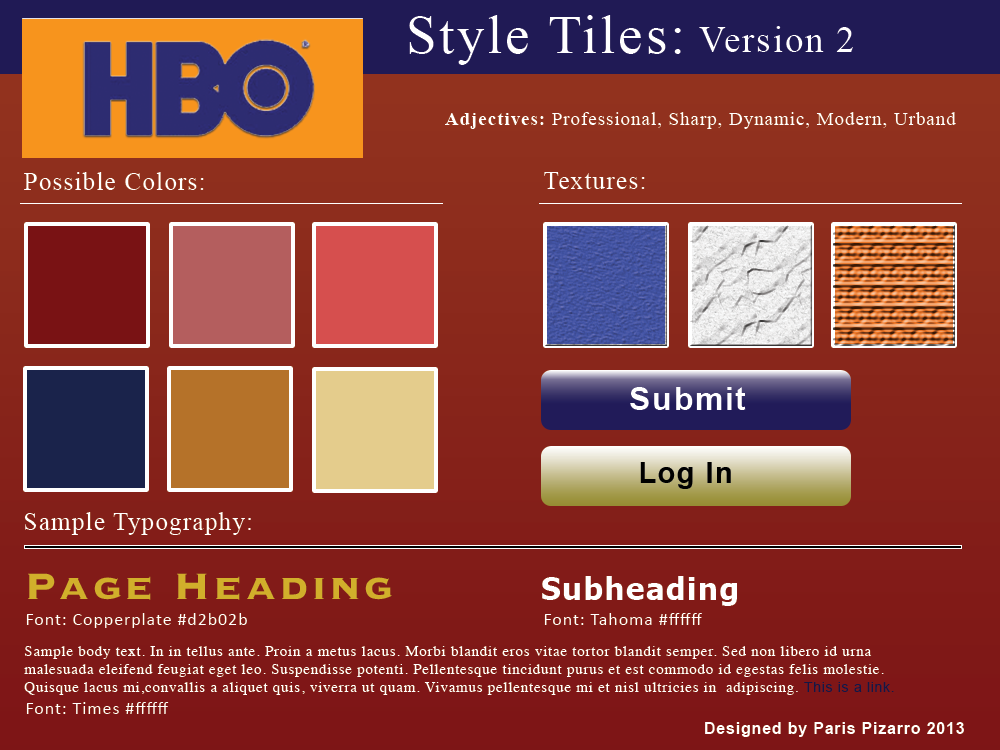 HBO
Style Tiles: Version 2
Adjectives: Professional, Sharp, Dynamic, Modern, Urband
Possible Colors:
Textures:
Submit
Log In
Sample Typography:
PAGE HEADING
Subheading
Font: Copperplate #d2b02b
Font: Tahoma #ffffff
Sample body text. In in tellus ante. Proin a metus lacus. Morbi blandit eros vitae tortor blandit semper. Sed non libero id urna
malesuada eleifend feugiat eget leo. Suspendisse potenti. Pellentesque tincidunt purus et est commodo id egestas felis molestie.
Quisque lacus mi,convallis a aliquet quis, viverra ut quam. Vivamus pellentesque mi et nisl ultricies in  adipiscing. This is a link.
Font: Times #ffffff
Designed by Paris Pizarro 2013